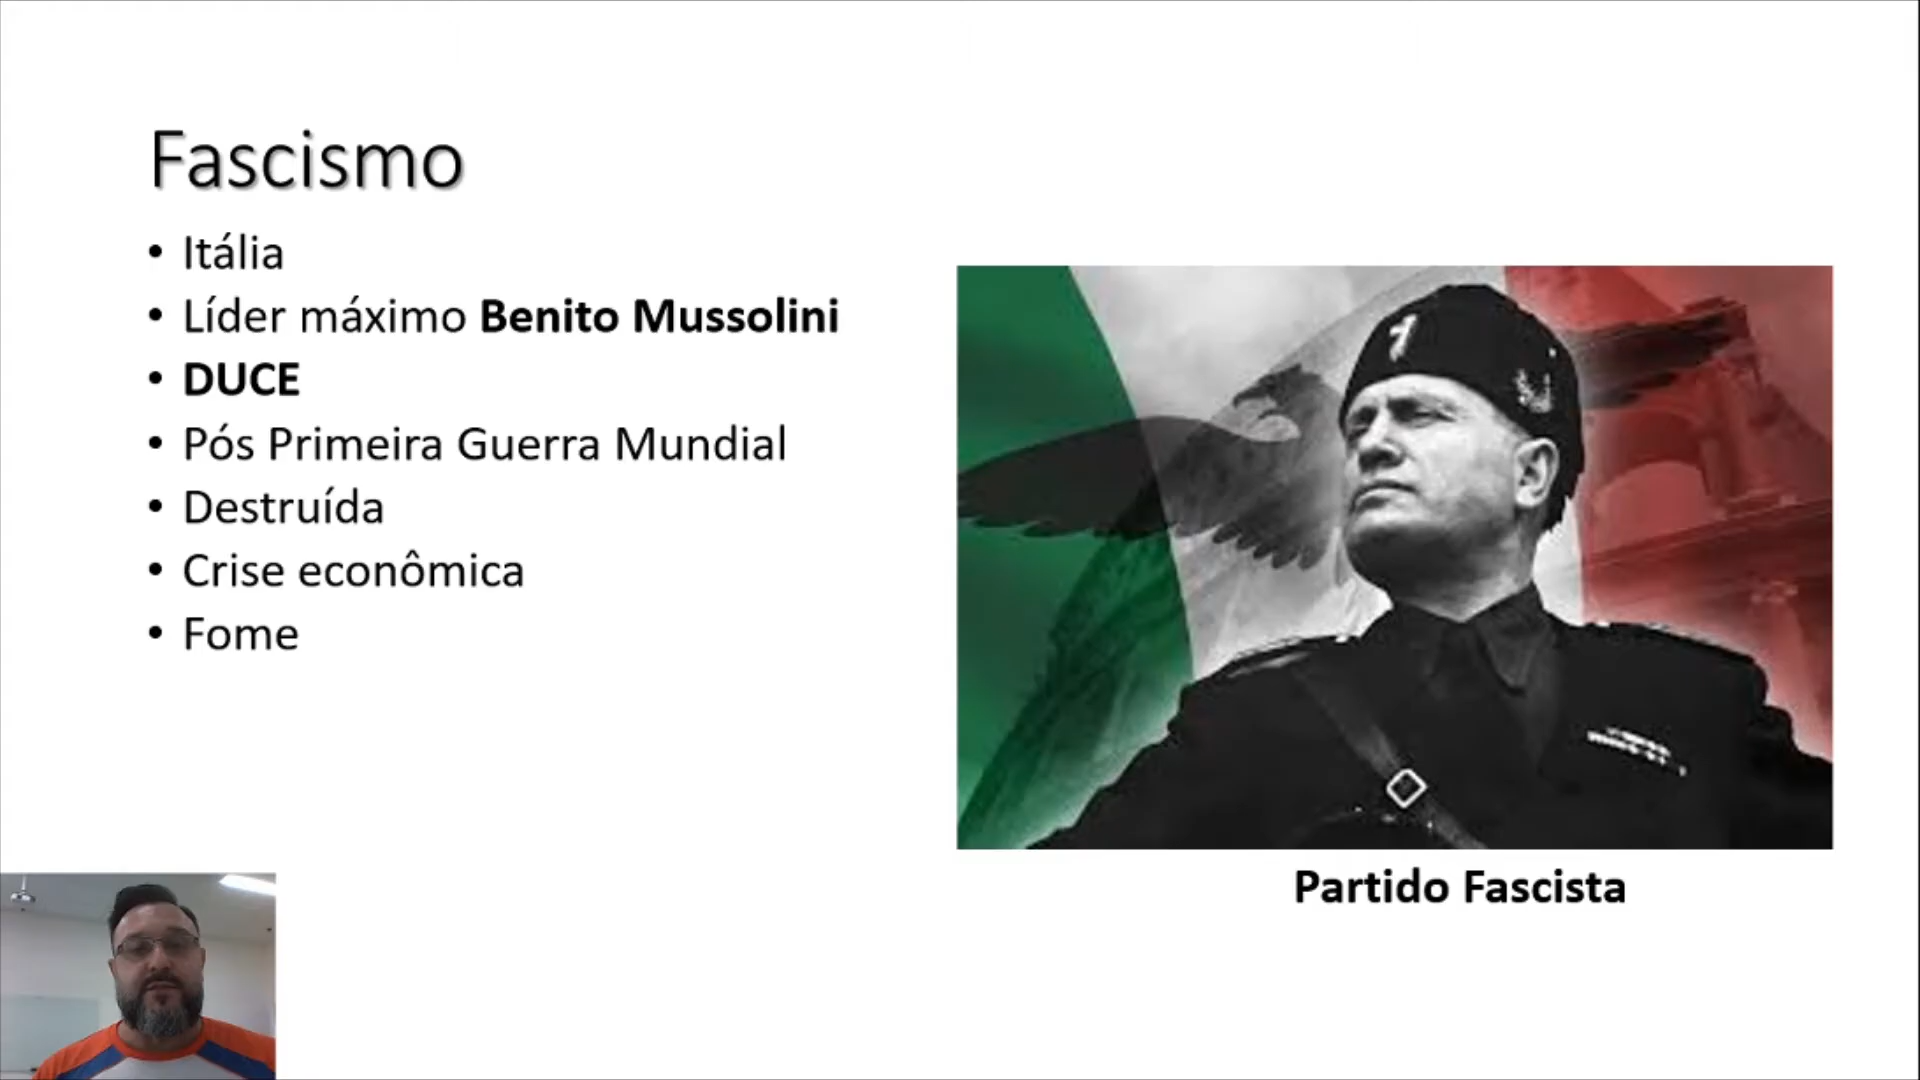 Fascismo
• Itália
• Líder máximo Benito Mussolini
• DUCE
• Pós Primeira Guerra Mundial
• Destruída
• Crise econômica
• Fome
Partido Fascista